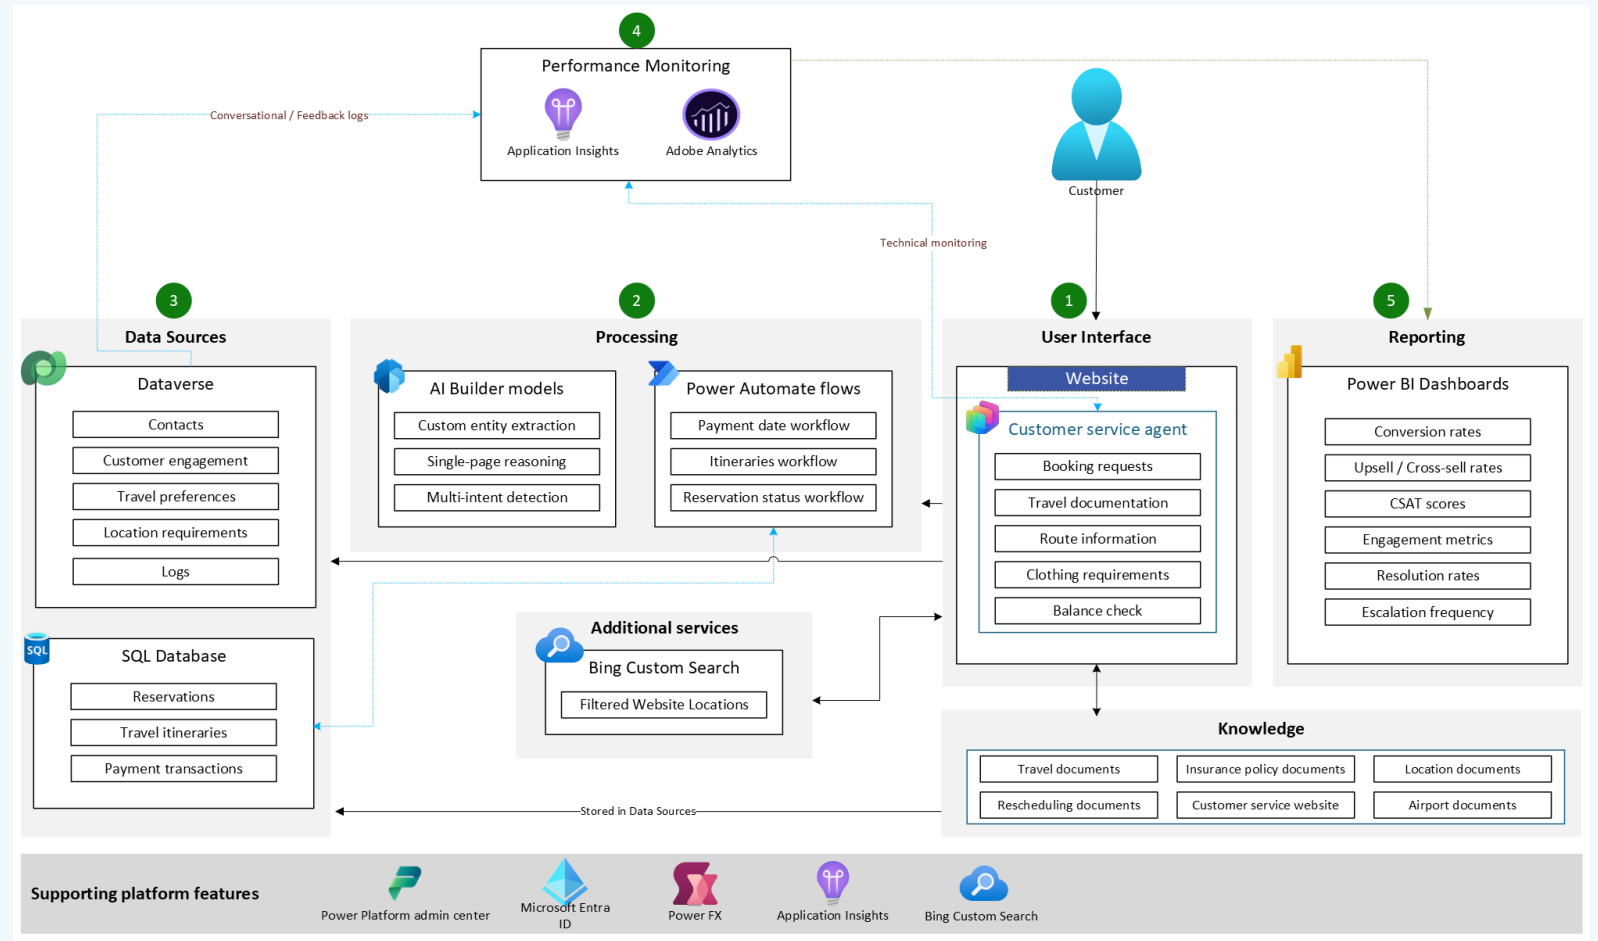 4
Performance Monitoring
Application Insights
Adobe Analytics
Conversational / Feedback logs
Customer
Technical monitoring
3
Data Sources
Dataverse
Contacts
Customer engagement
Travel preferences
Location requirements
Logs
SQL
SQL Database
Reservations
Travel itineraries
Payment transactions
2
Processing
AI Builder models
Custom entity extraction
Single-page reasoning
Multi-intent detection
Power Automate flows
Payment date workflow
Itineraries workflow
Reservation status workflow
Additional services
Bing Custom Search
Filtered Website Locations
1
User Interface
Website
Customer service agent
Booking requests
Travel documentation
Route information
Clothing requirements
Balance check
5
Reporting
Power BI Dashboards
Conversion rates
Upsell / Cross-sell rates
CSAT scores
Engagement metrics
Resolution rates
Escalation frequency
Knowledge
Travel documents
Insurance policy documents
Location documents
Rescheduling documents
Customer service website
Airport documents
Stored in Data Sources
Supporting platform features
Power Platform admin center
Microsoft Entra
ID
Power FX
Application Insights
Bing Custom Search